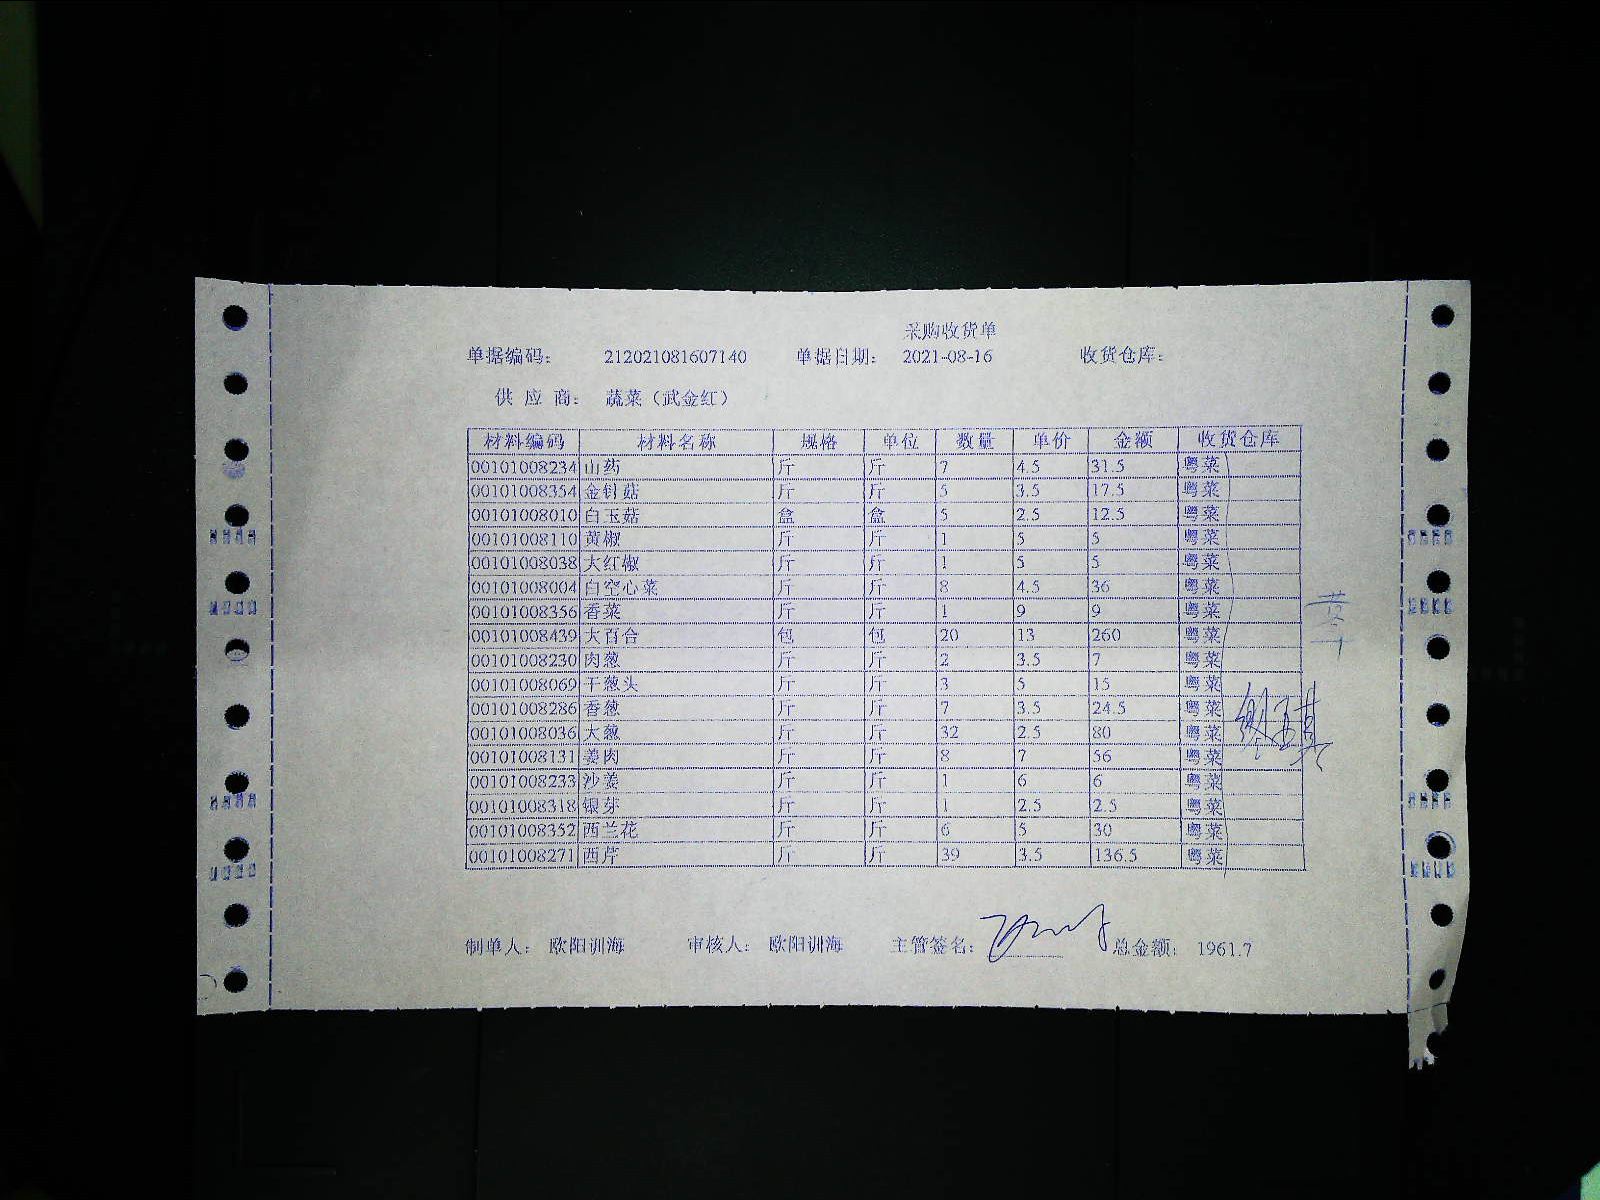 采购收货单
单据编码： 212021081607140 单据日期： 2021-08-16 收货仓库：
供 应 商： 蔬菜（武金红）
材料编码 材料名称 规格 单位 数量 单价 金额 收货仓库
00101008234 山药 斤 斤 7 4.5 31.5 粤菜
00101008354 金针菇 斤 斤 5 3.5 17.5 粤菜
00101008010 白玉菇 盒 盒 5 2.5 12.5 粤菜
00101008110 黄椒 斤 斤 1 5 5 粤菜
00101008038 大红椒 斤 斤 1 5 5 粤菜
00101008004 白空心菜 斤 斤 8 4.5 36 粤菜
00101008356 香菜 斤 斤 1 9 9 粤菜
00101008439 大百合 包 包 20 13 260 粤菜
00101008230 肉葱 斤 斤 2 3.5 7 粤菜
00101008069 干葱头 斤 斤 3 5 15 粤菜
00101008286 香葱 斤 斤 7 3.5 24.5 粤菜
00101008036 大葱 斤 斤 32 2.5 80 粤菜
00101008131 姜肉 斤 斤 8 7 56 粤菜
00101008233 沙姜 斤 斤 1 6 6 粤菜
00101008318 银芽 斤 斤 1 2.5 2.5 粤菜
00101008352 西兰花 斤 斤 6 5 30 粤菜
00101008271 西芹 斤 斤 39 3.5 136.5 粤菜
制单人： 欧阳训海 审核人： 欧阳训海 主管签名： 总金额： 1961.7